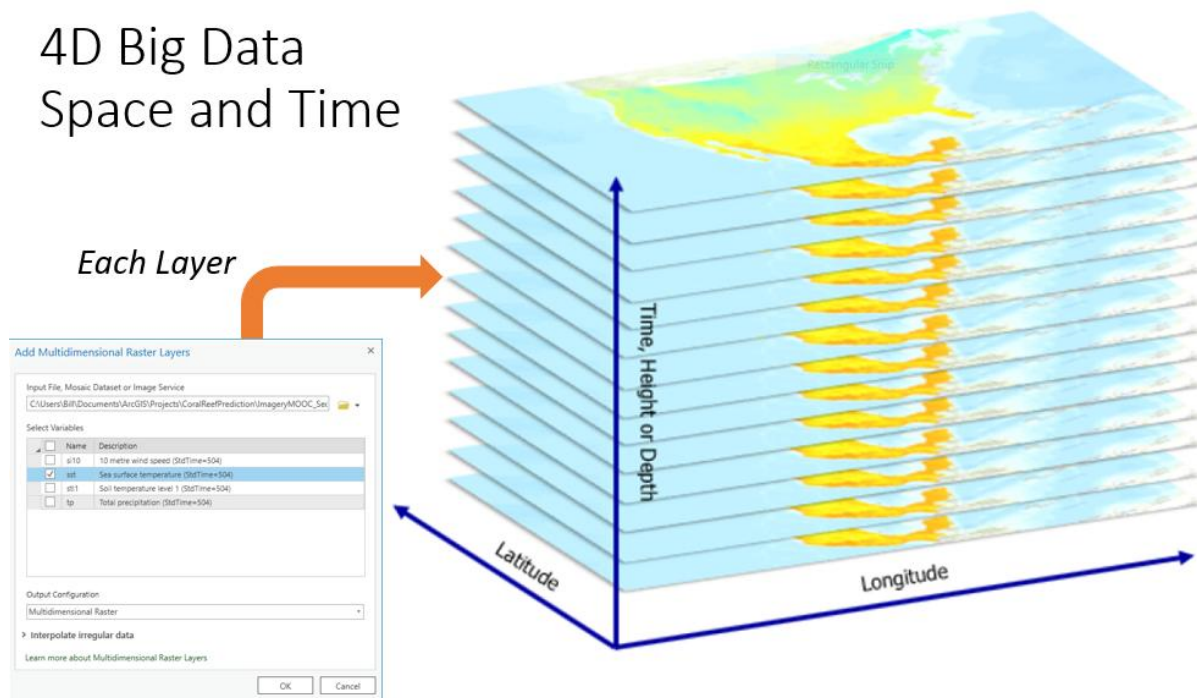 4D Big Data
Space and Time
Rectangular Snip
Each Layer
Add Multidimensional Raster Layers
Input File, Mosaic Dataset or Image Service
C:\Users\Bill\Documents\ArcGIS\Projects\CoralReefPrediction\ImageryMOOC_Sec
Select Variables
Name Description
si10 10 metre wind speed (StdTime=504)
sst Sea surface temperature (StdTime=504)
stl1 Soil temperature level 1 (StdTime=504)
tp Total precipitation (StdTime=504)
Output Configuration
Multidimensional Raster
Interpolate irregular data
Learn more about Multidimensional Raster Layers
OK Cancel
Time, Height or Depth
Latitude
Longitude